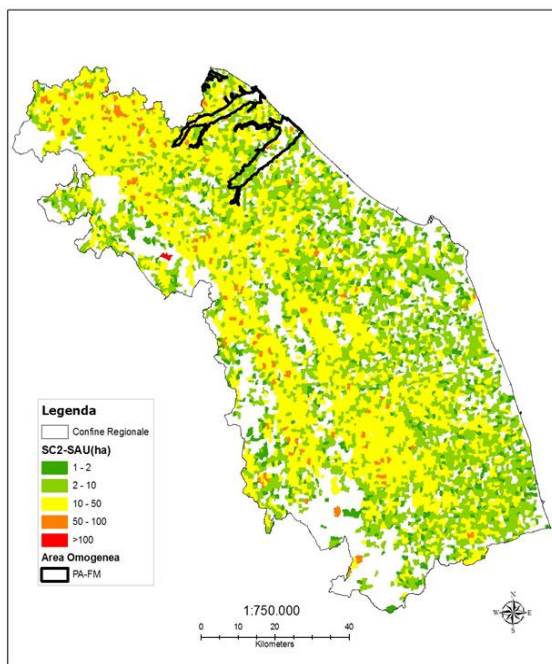 Legenda
Confine Regionale
SC2-SAU(ha)
1 - 2
2 - 10
10 - 50
50 - 100
>100
Area Omogenea
PA-FM
1:750.000
0 10 20 40
Kilometers
N
W E
S